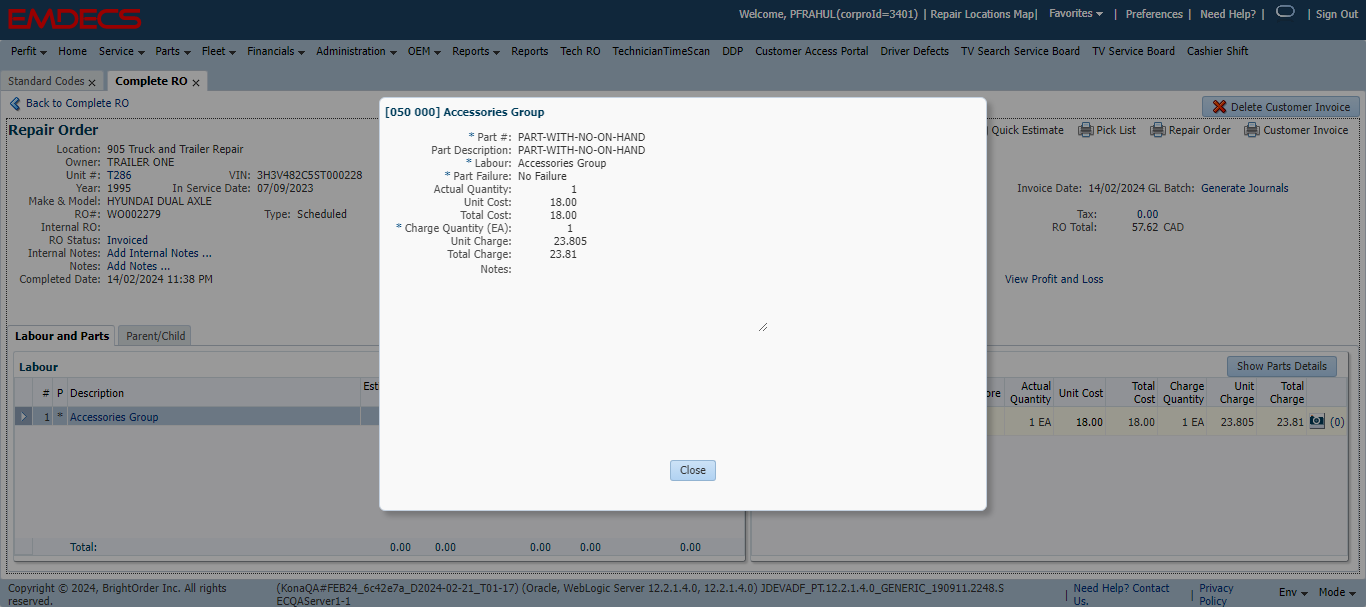 EMDECS
Welcome, PFRAHUL(corproId=3401) | Repair Locations Map| Favorites | Preferences | Need Help? | | Sign Out
Perfit Home Service Parts Fleet Financials Administration OEM Reports Reports Tech RO TechnicianTimeScan DDP Customer Access Portal Driver Defects TV Search Service Board TV Service Board Cashier Shift
Standard Codes x Complete RO x
Back to Complete RO
Delete Customer Invoice
Repair Order
Quick Estimate Pick List Repair Order Customer Invoice
Location: 905 Truck and Trailer Repair
Owner: TRAILER ONE
Unit #: T286 VIN: 3H3V482C5ST000228
Year: 1995 In Service Date: 07/09/2023
Make & Model: HYUNDAI DUAL AXLE
RO#: WO002279 Type: Scheduled
Internal RO:
RO Status: Invoiced
Internal Notes: Add Internal Notes ...
Notes: Add Notes ...
Completed Date: 14/02/2024 11:38 PM
Invoice Date: 14/02/2024 GL Batch: Generate Journals
Tax: 0.00
RO Total: 57.62 CAD
View Profit and Loss
[050 000] Accessories Group
* Part #: PART-WITH-NO-ON-HAND
Part Description: PART-WITH-NO-ON-HAND
* Labour: Accessories Group
* Part Failure: No Failure
Actual Quantity: 1
Unit Cost: 18.00
Total Cost: 18.00
* Charge Quantity (EA): 1
Unit Charge: 23.805
Total Charge: 23.81
Notes:
Close
Labour and Parts Parent/Child
Labour
# P Description Est
1 * Accessories Group
Total: 0.00 0.00 0.00 0.00 0.00
Show Parts Details
ore Actual Quantity Unit Cost Total Cost Charge Quantity Unit Charge Total Charge
1 EA 18.00 18.00 1 EA 23.805 23.81 (0)
Copyright © 2024, BrightOrder Inc. All rights
reserved.
(KonaQA#FEB24_6c42e7a_D2024-02-21_T01-17) (Oracle, WebLogic Server 12.2.1.4.0, 12.2.1.4.0) JDEVADF_PT.12.2.1.4.0_GENERIC_190911.2248.S
ECQAServer1-1
| Need Help? Contact
Us.
| Privacy
Policy
Env Mode